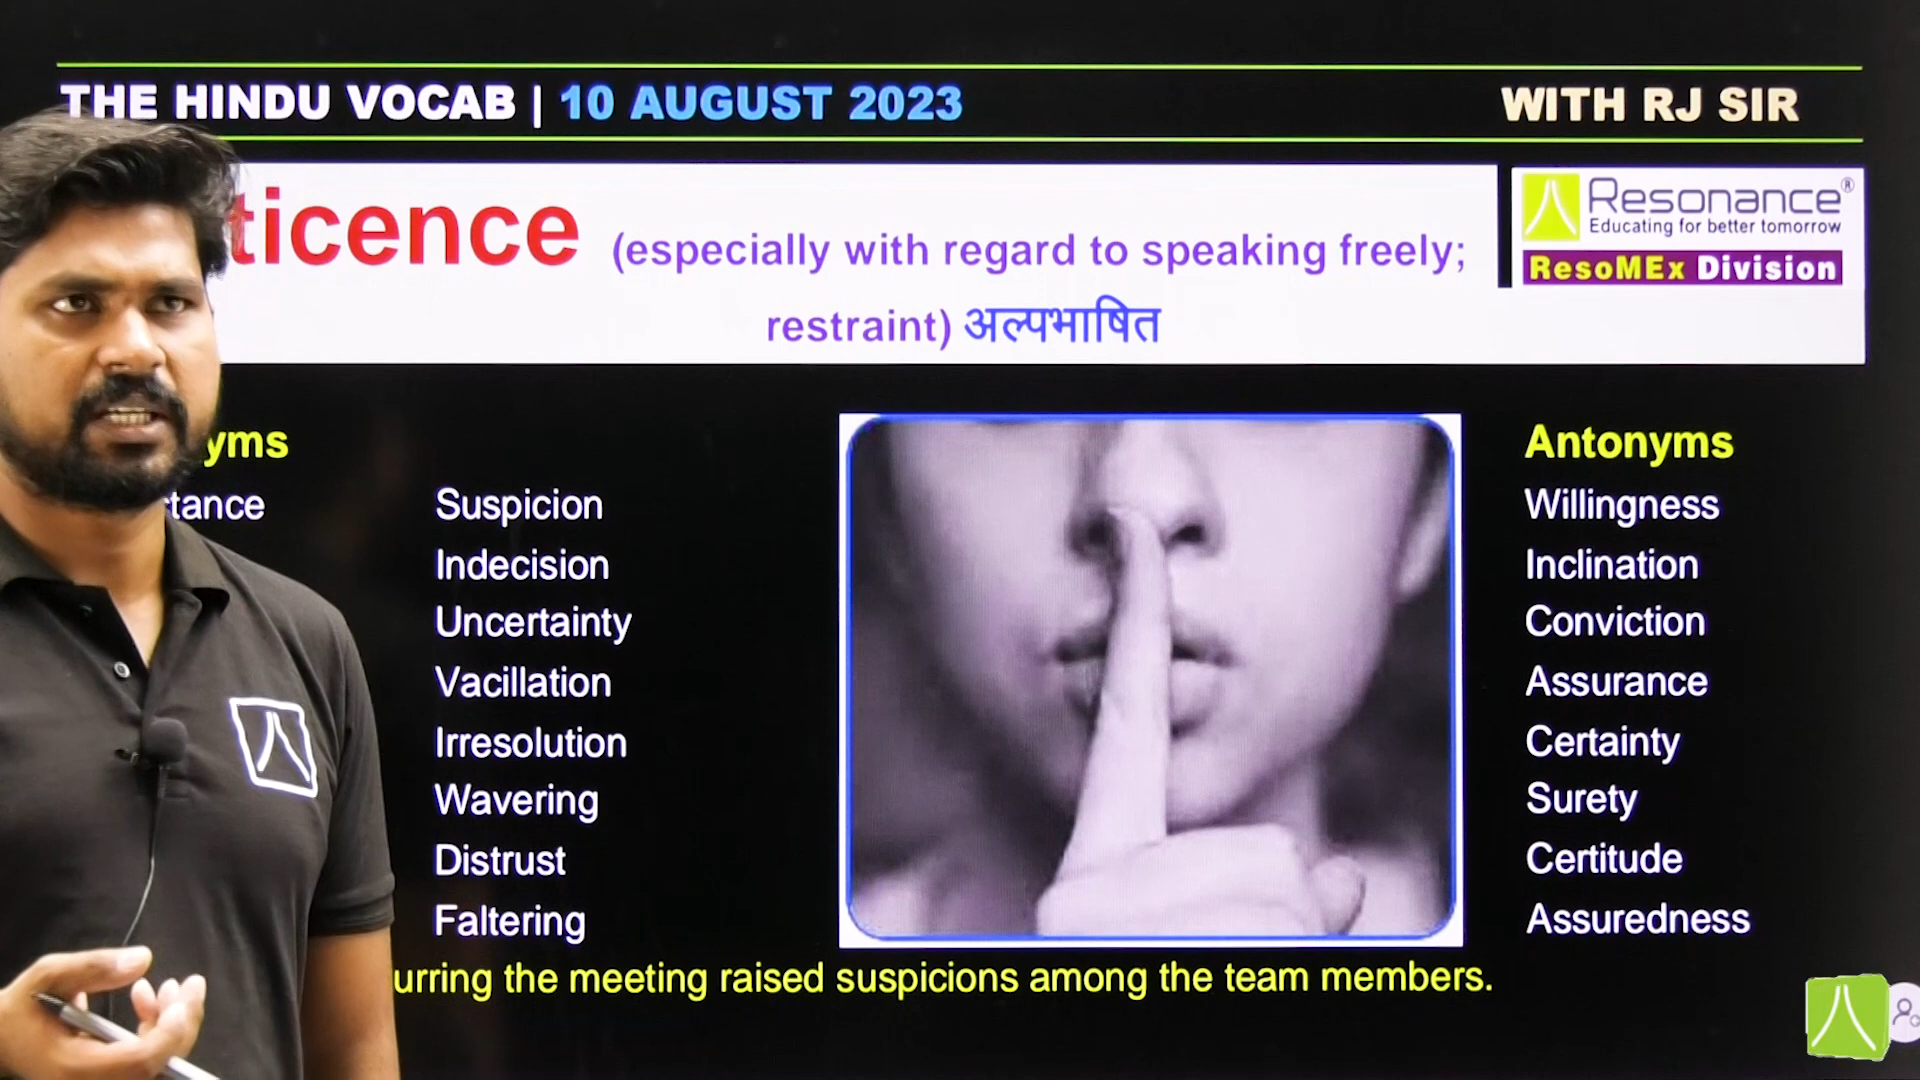 THE HINDU VOCAB | 10 AUGUST 2023
WITH RJ SIR
ticence (especially with regard to speaking freely;
restraint) अल्पभाषित
Resonance®
Educating for better tomorrow
ResoMEx Division
yms
tance
Suspicion
Indecision
Uncertainty
Vacillation
Irresolution
Wavering
Distrust
Faltering
Antonyms
Willingness
Inclination
Conviction
Assurance
Certainty
Surety
Certitude
Assuredness
urring the meeting raised suspicions among the team members.